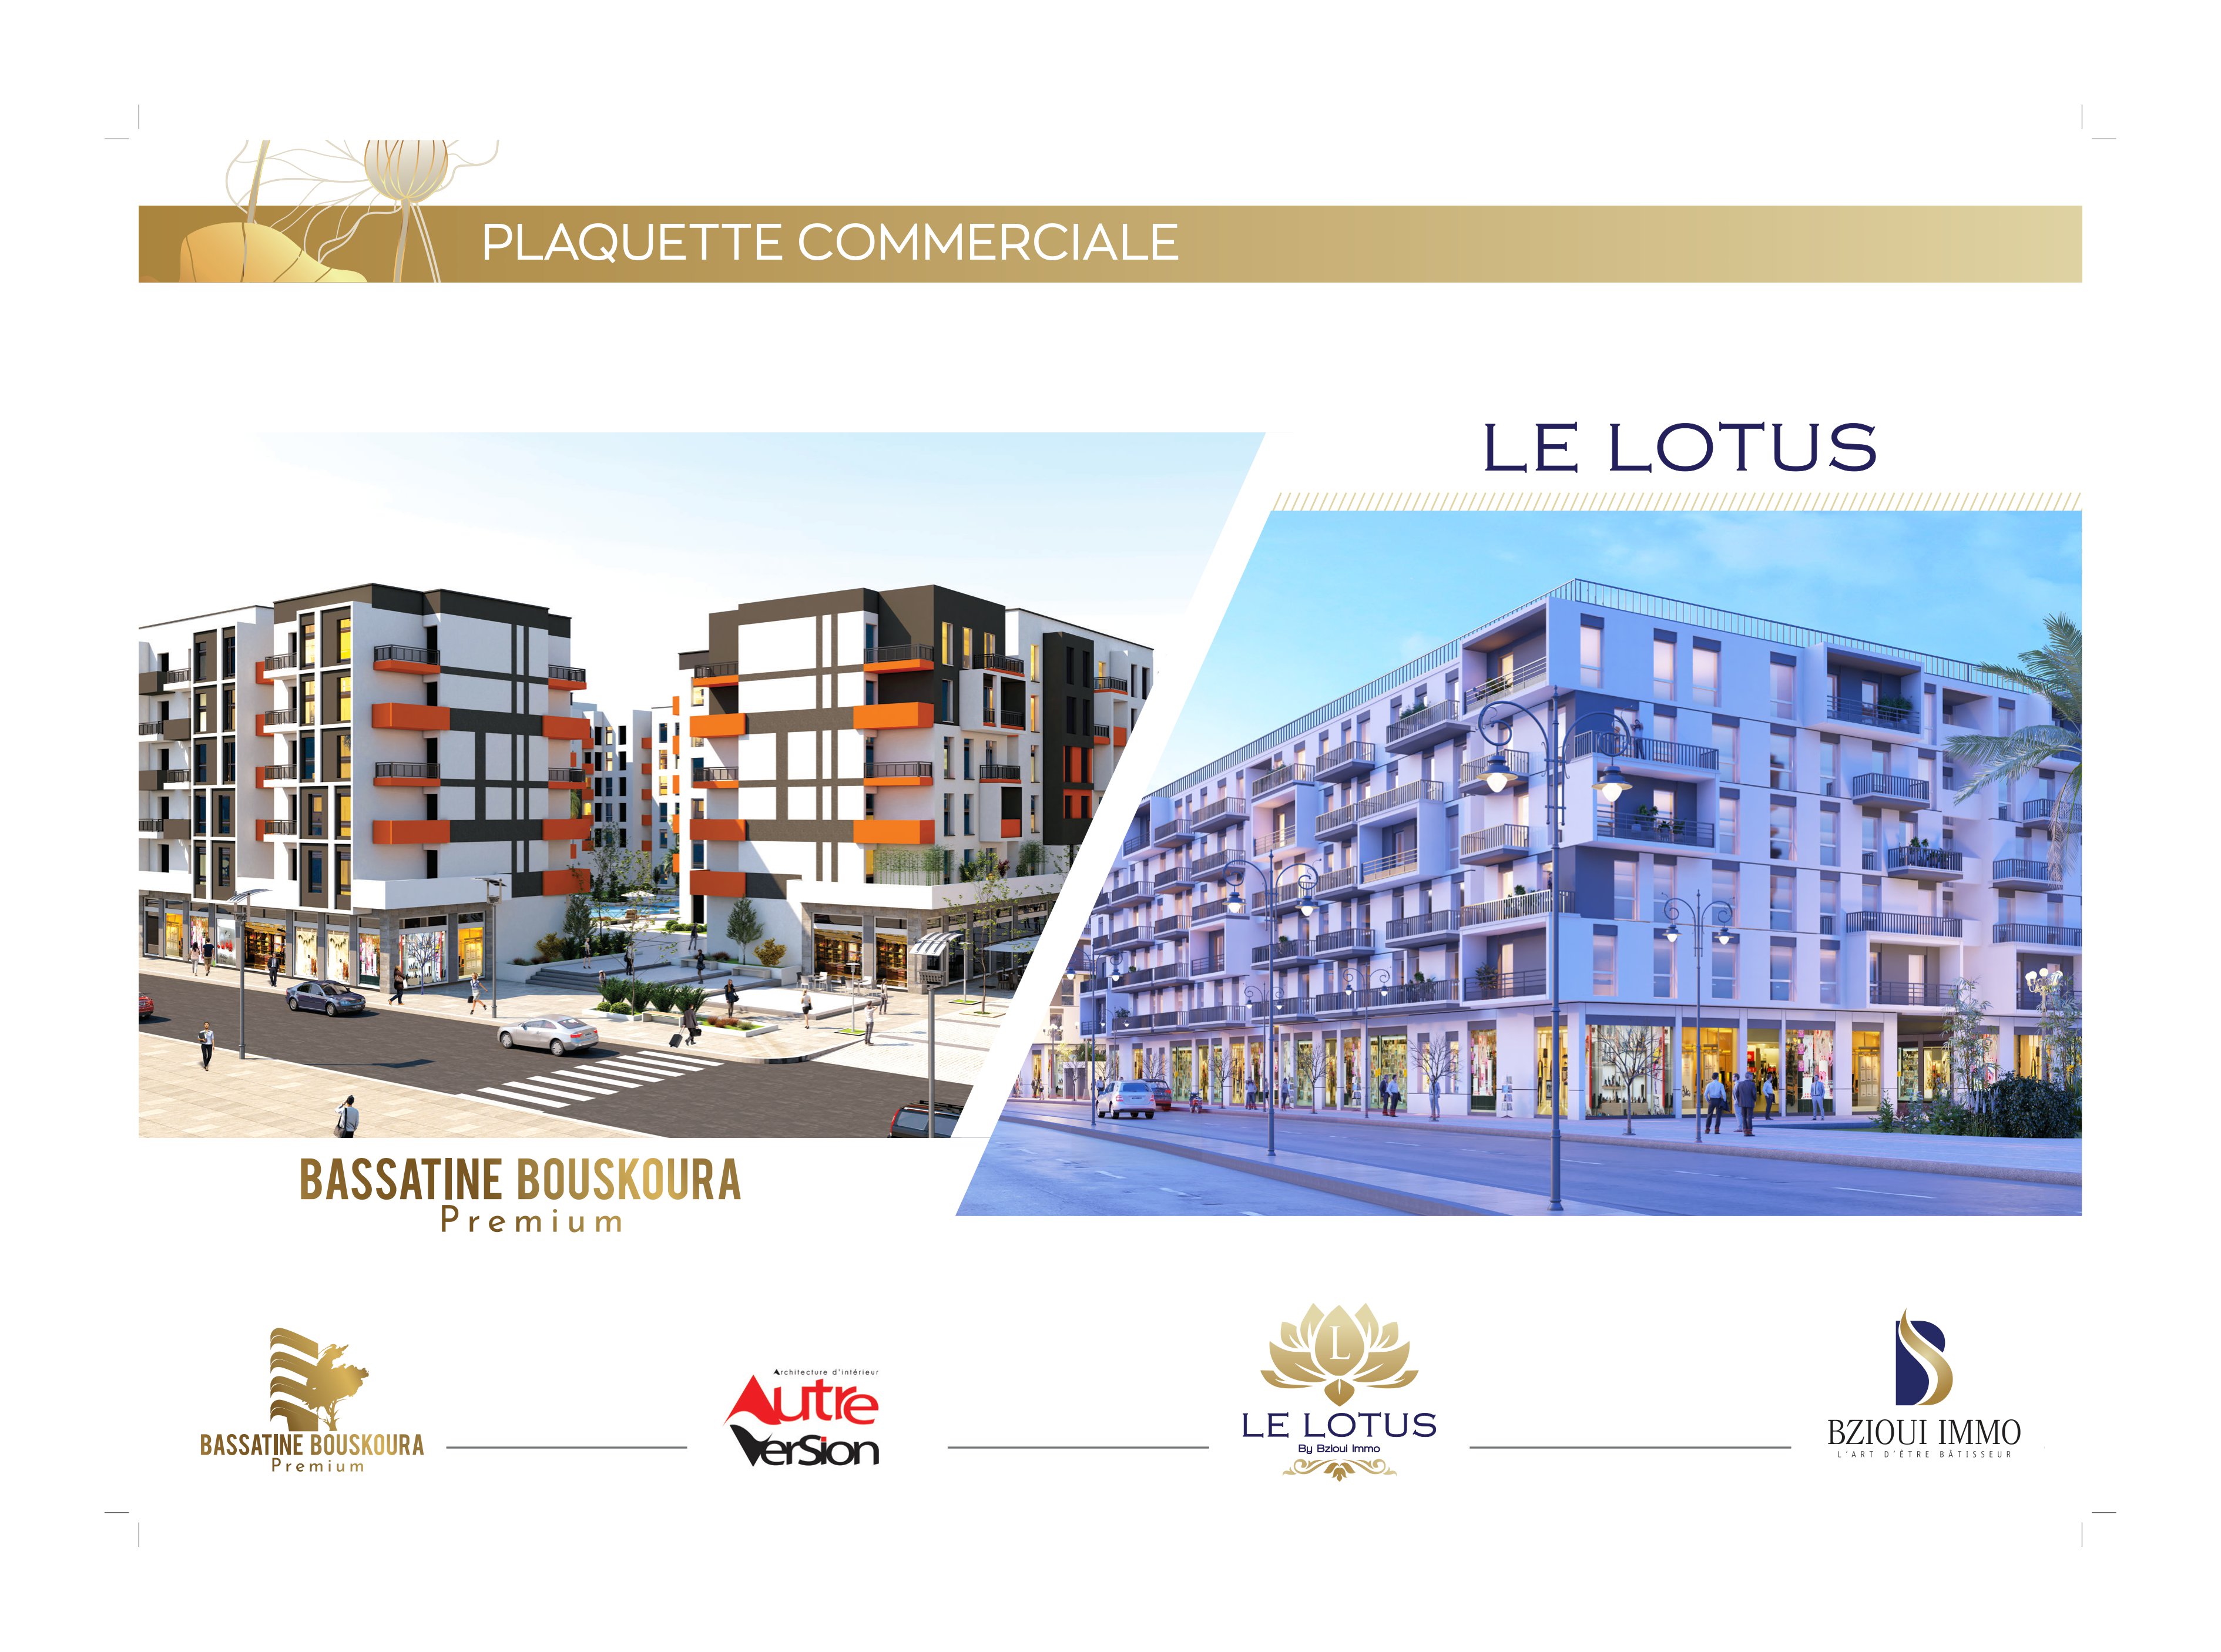 PLAQUETTE COMMERCIALE
LE LOTUS
BASSATINE BOUSKOURA
Premium
BASSATINE BOUSKOURA
Premium
Architecture d'intérieur
Autre
Version
L
LE LOTUS
By Bzioui Immo
BZIOUI IMMO
L'ART D'ÊTRE BÂTISSEUR